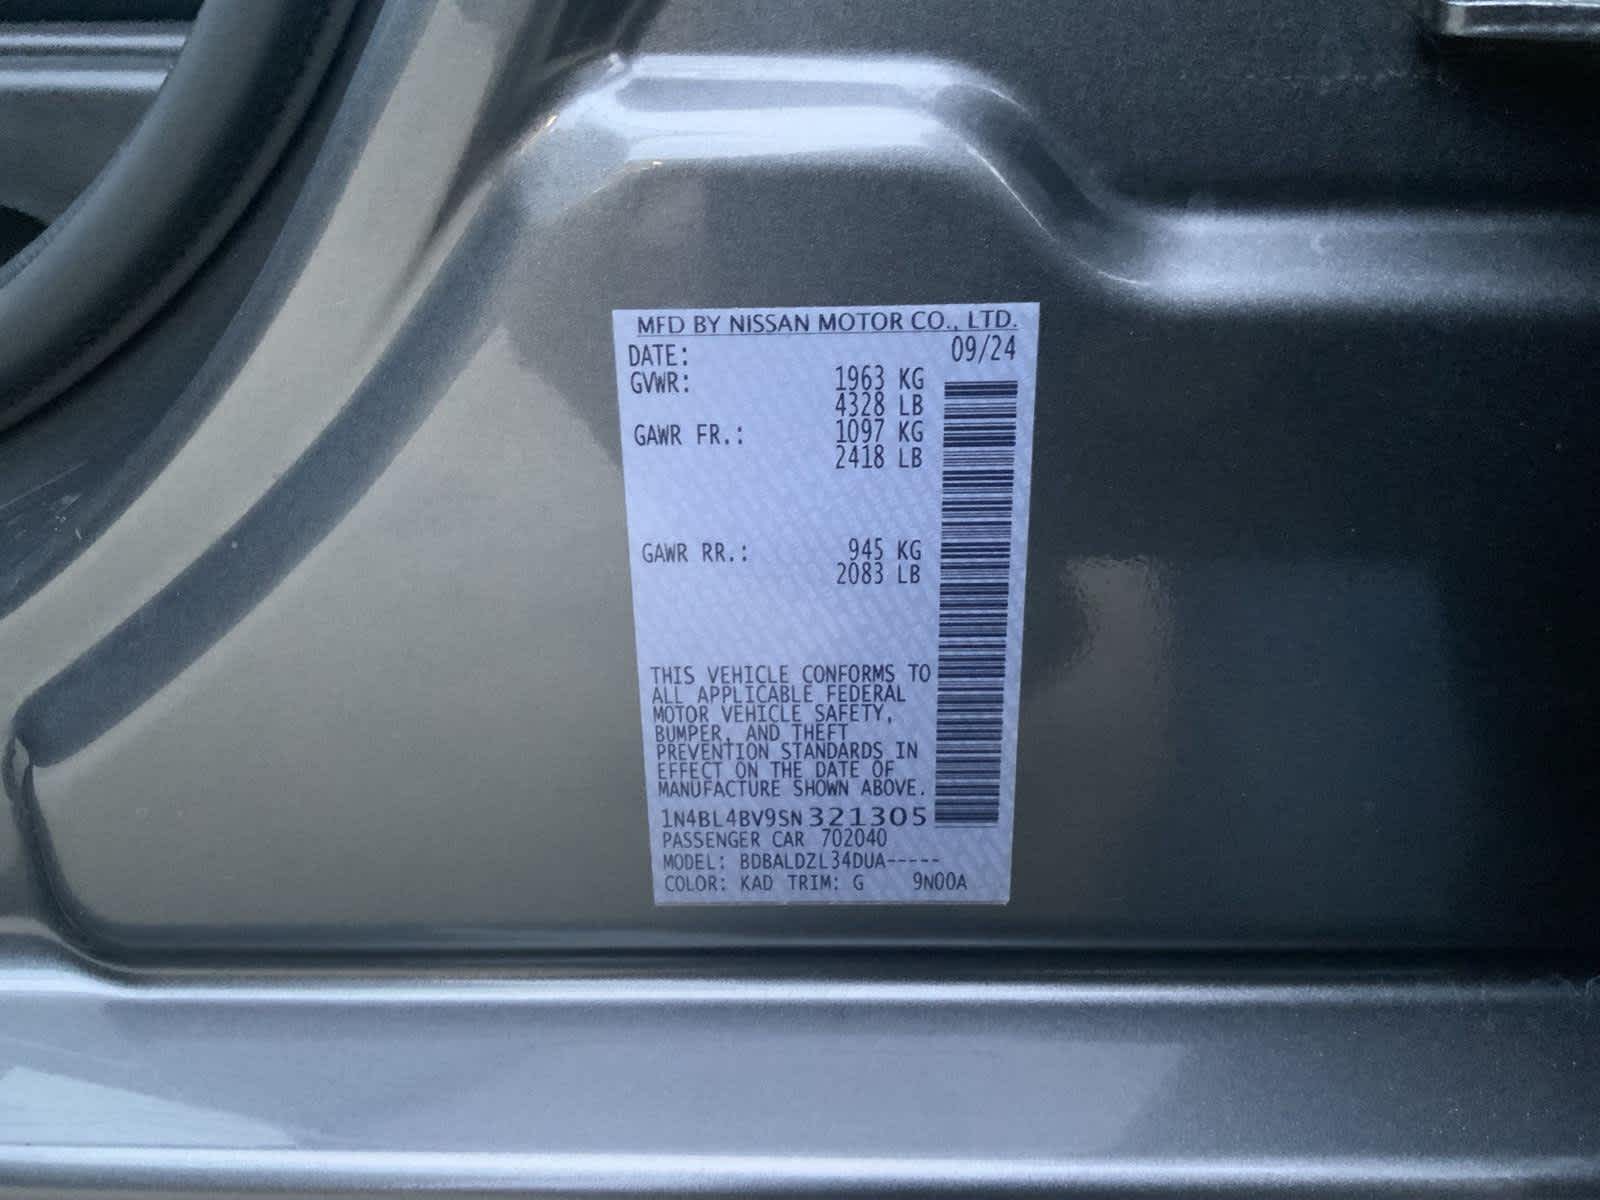 MFD BY NISSAN MOTOR CO., LTD.
DATE: 09/24
GVWR: 1963 KG
4328 LB
GAWR FR.: 1097 KG
2418 LB
GAWR RR.: 945 KG
2083 LB
THIS VEHICLE CONFORMS TO
ALL APPLICABLE FEDERAL
MOTOR VEHICLE SAFETY,
BUMPER, AND THEFT
PREVENTION STANDARDS IN
EFFECT ON THE DATE OF
MANUFACTURE SHOWN ABOVE.
1N4BL4BV9SN321305
PASSENGER CAR 702040
MODEL: BDBALDZL34DUA-----
COLOR: KAD TRIM: G 9N00A